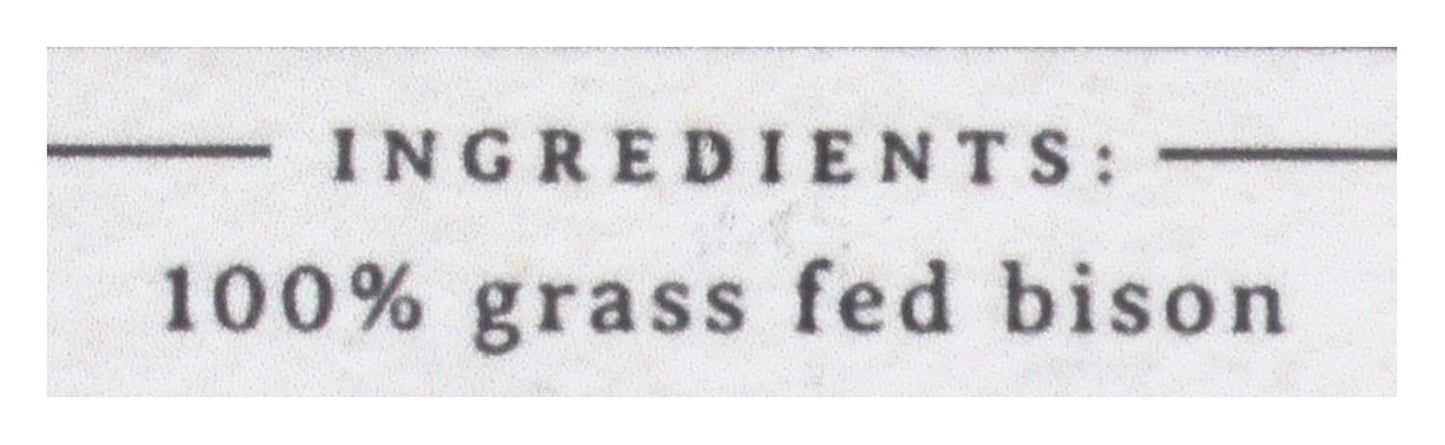 INGREDIENTS:
100% grass fed bison